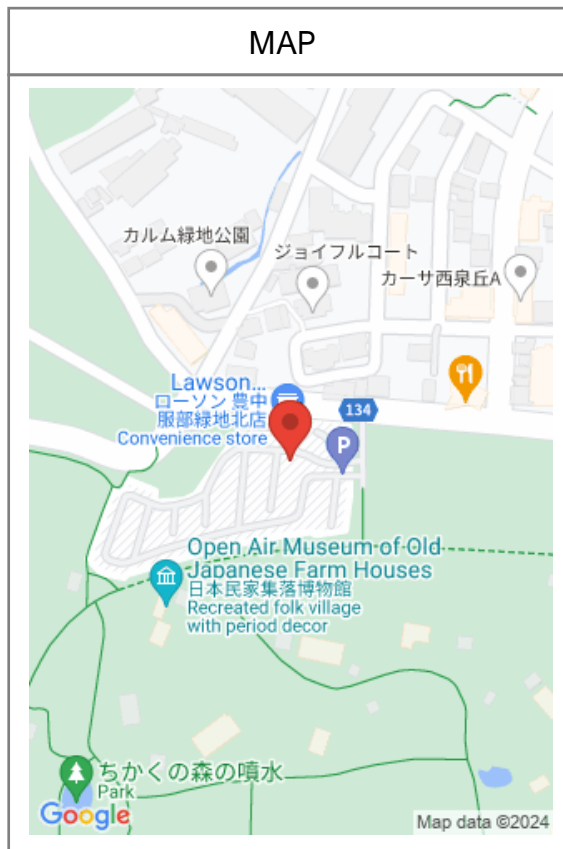 MAP
カルム緑地公園
ジョイフルコート
カーサ西泉丘A
Lawson...
ローソン 豊中
服部緑地北店
Convenience store
134
P
Open Air Museum of Old
Japanese Farm Houses
日本民家集落博物館
Recreated folk village
with period decor
ちかくの森の噴水
Park
Google
Map data ©2024